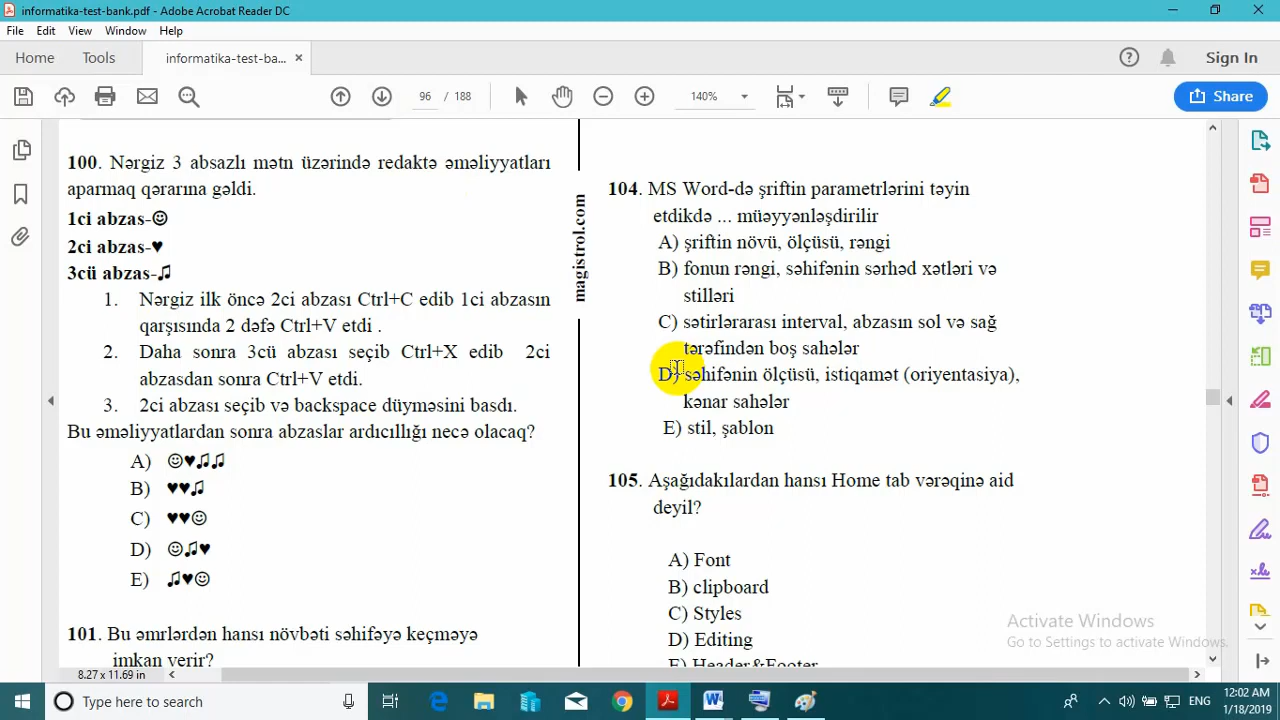 informatika-test-bank.pdf - Adobe Acrobat Reader DC
File Edit View Window Help
Home Tools informatika-test-ba... × Sign In
96 / 188 140% Share
100. Nərgiz 3 absazlı mətn üzərində redaktə əməliyyatları
aparmaq qərarına gəldi.
1ci abzas-☺
2ci abzas-♥
3cü abzas-♫
1. Nərgiz ilk öncə 2ci abzası Ctrl+C edib 1ci abzasın
qarşısında 2 dəfə Ctrl+V etdi .
2. Daha sonra 3cü abzası seçib Ctrl+X edib 2ci
abzasdan sonra Ctrl+V etdi.
3. 2ci abzası seçib və backspace düyməsini basdı.
Bu əməliyyatlardan sonra abzaslar ardıcıllığı necə olacaq?
A) ☺♥♫♫
B) ♥♥♫
C) ♥♥☺
D) ☺♫♥
E) ♫♥☺
101. Bu əmrlərdən hansı növbəti səhifəyə keçməyə
imkan verir?
magistrol.com
104. MS Word-də şriftin parametrlərini təyin
etdikdə ... müəyyənləşdirilir
A) şriftin növü, ölçüsü, rəngi
B) fonun rəngi, səhifənin sərhəd xətləri və
stilləri
C) sətirlərarası interval, abzasın sol və sağ
tərəfindən boş sahələr
D) səhifənin ölçüsü, istiqamət (oriyentasiya),
kənar sahələr
E) stil, şablon
105. Aşağıdakılardan hansı Home tab vərəqinə aid
deyil?
A) Font
B) clipboard
C) Styles
D) Editing
E) Header&Footer
Activate Windows
Go to Settings to activate Windows.
8.27 x 11.69 in
Type here to search
ENG
12:02 AM
1/18/2019